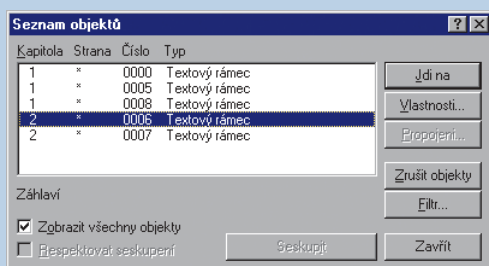 Seznam objektů
Kapitola Strana Číslo Typ
1 * 0000 Textový rámec
1 * 0005 Textový rámec
1 * 0008 Textový rámec
2 * 0006 Textový rámec
2 * 0007 Textový rámec
Jdi na
Vlastnosti...
Propojení...
Zrušit objekty
Filtr...
Záhlaví
Zobrazit všechny objekty
Respektovat seskupení
Seskupit
Zavřít